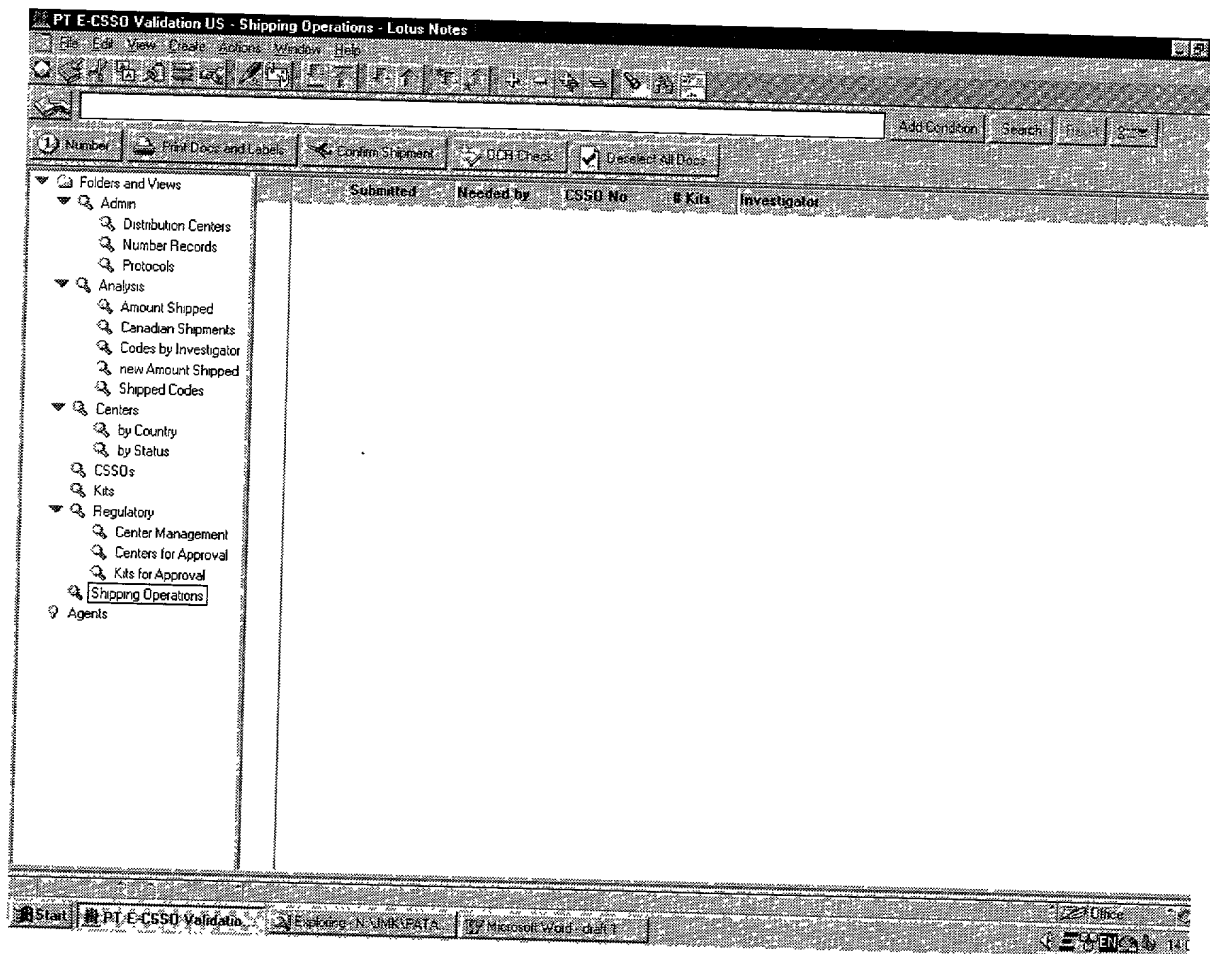 PT E-CSSO Validation US - Shipping Operations - Lotus Notes
File Edit View Create Actions Window Help
Add Condition Search
1 Number Print Docs and Labels Confirm Shipment DCR Check Deselect All Docs
Submitted Needed by CSSO No # Kits Investigator
Folders and Views
Admin
Distribution Centers
Number Records
Protocols
Analysis
Amount Shipped
Canadian Shipments
Codes by Investigator
new Amount Shipped
Shipped Codes
Centers
by Country
by Status
CSSOs
Kits
Regulatory
Center Management
Centers for Approval
Kits for Approval
Shipping Operations
Agents
Office
Start PT E-CSSO Validatio... Microsoft Word - draft 1
EN